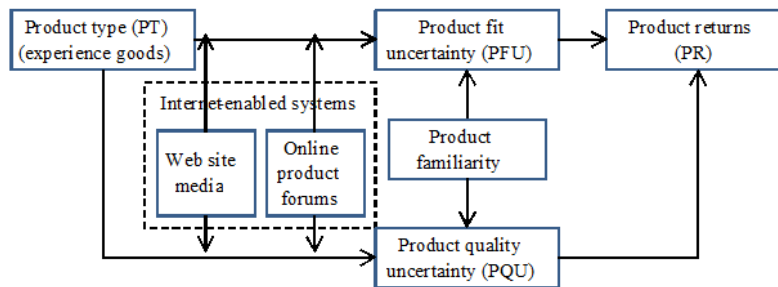 Product type (PT)
(experience goods)
Product fit
uncertainty (PFU)
Product returns
(PR)
Internet-enabled systems
Web site
media
Online
product
forums
Product
familiarity
Product quality
uncertainty (PQU)